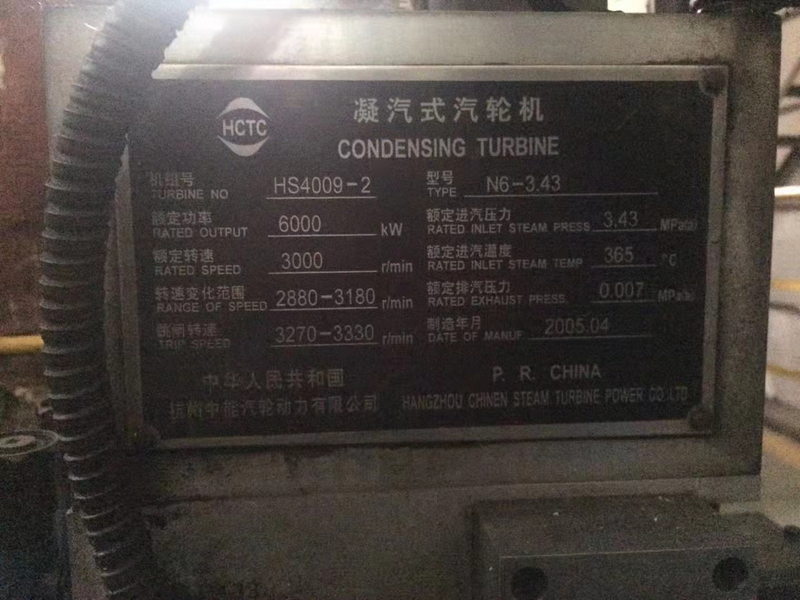 HCTC
凝汽式汽轮机
CONDENSING TURBINE
机组号 HS4009-2
TURBINE NO
型号 N6-3.43
TYPE
额定功率 6000 kW
RATED OUTPUT
额定进汽压力 3.43 MPa(a)
RATED INLET STEAM PRESS
额定转速 3000 r/min
RATED SPEED
额定进汽温度 365 °C
RATED INLET STEAM TEMP
转速变化范围 2880-3180 r/min
RANGE OF SPEED
额定排汽压力 0.007 MPa(a)
RATED EXHAUST PRESS.
跳闸转速 3270-3330 r/min
TRIP SPEED
制造年月 2005.04
DATE OF MANUF
中华人民共和国
P. R. CHINA
杭州中能汽轮动力有限公司
HANGZHOU CHINEN STEAM TURBINE POWER CO.,LTD